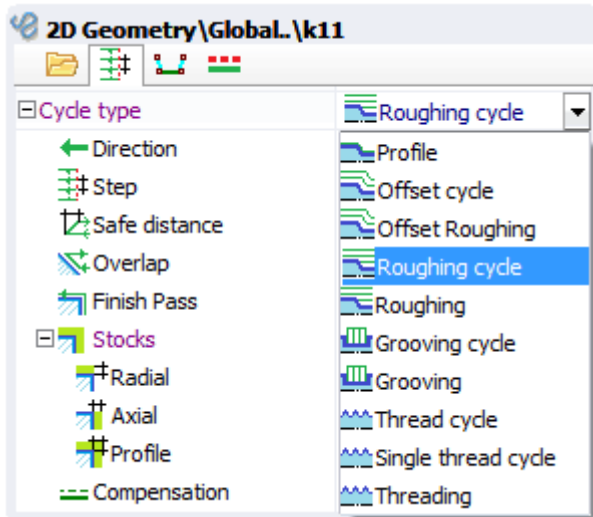 2D Geometry\Global..\k11
Cycle type Roughing cycle
Direction Profile
Step Offset cycle
Safe distance Offset Roughing
Overlap Roughing cycle
Finish Pass Roughing
Stocks Grooving cycle
Radial Grooving
Axial Thread cycle
Profile Single thread cycle
Compensation Threading